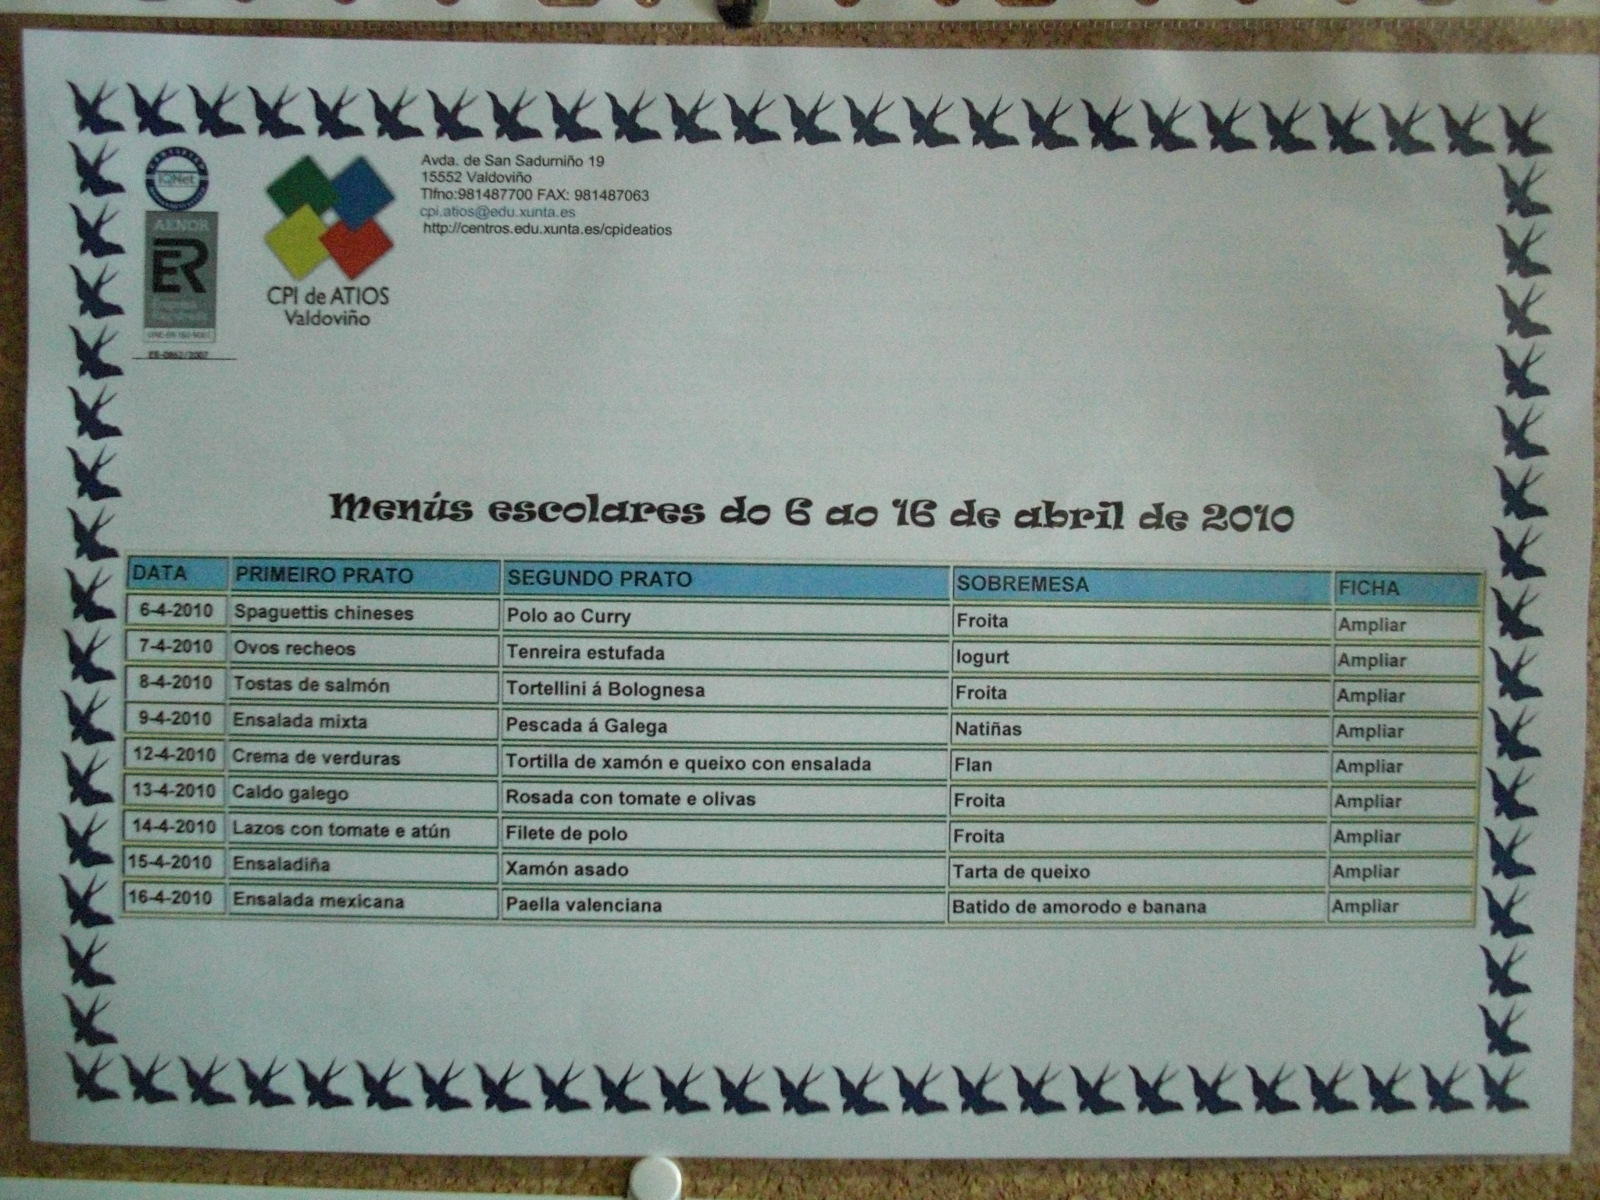 IQNet
AENOR
ER
ER-0862/2007
CPI de ATIOS
Valdoviño
Avda. de San Sadurniño 19
15552 Valdoviño
Tlfno:981487700 FAX: 981487063
cpi.atios@edu.xunta.es
http://centros.edu.xunta.es/cpideatios
Menús escolares do 6 ao 16 de abril de 2010
DATA PRIMEIRO PRATO SEGUNDO PRATO SOBREMESA FICHA
6-4-2010 Spaguettis chineses Polo ao Curry Froita Ampliar
7-4-2010 Ovos recheos Tenreira estufada Iogurt Ampliar
8-4-2010 Tostas de salmón Tortellini á Bolognesa Froita Ampliar
9-4-2010 Ensalada mixta Pescada á Galega Natiñas Ampliar
12-4-2010 Crema de verduras Tortilla de xamón e queixo con ensalada Flan Ampliar
13-4-2010 Caldo galego Rosada con tomate e olivas Froita Ampliar
14-4-2010 Lazos con tomate e atún Filete de polo Froita Ampliar
15-4-2010 Ensaladiña Xamón asado Tarta de queixo Ampliar
16-4-2010 Ensalada mexicana Paella valenciana Batido de amorodo e banana Ampliar